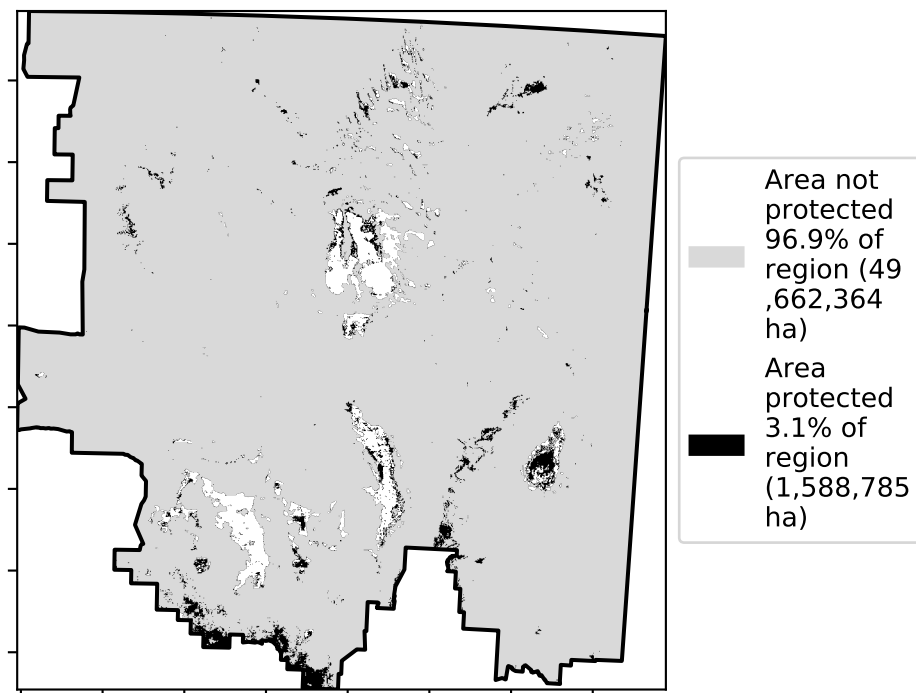 Area not
protected
96.9% of
region (49
,662,364
ha)
Area
protected
3.1% of
region
(1,588,785
ha)